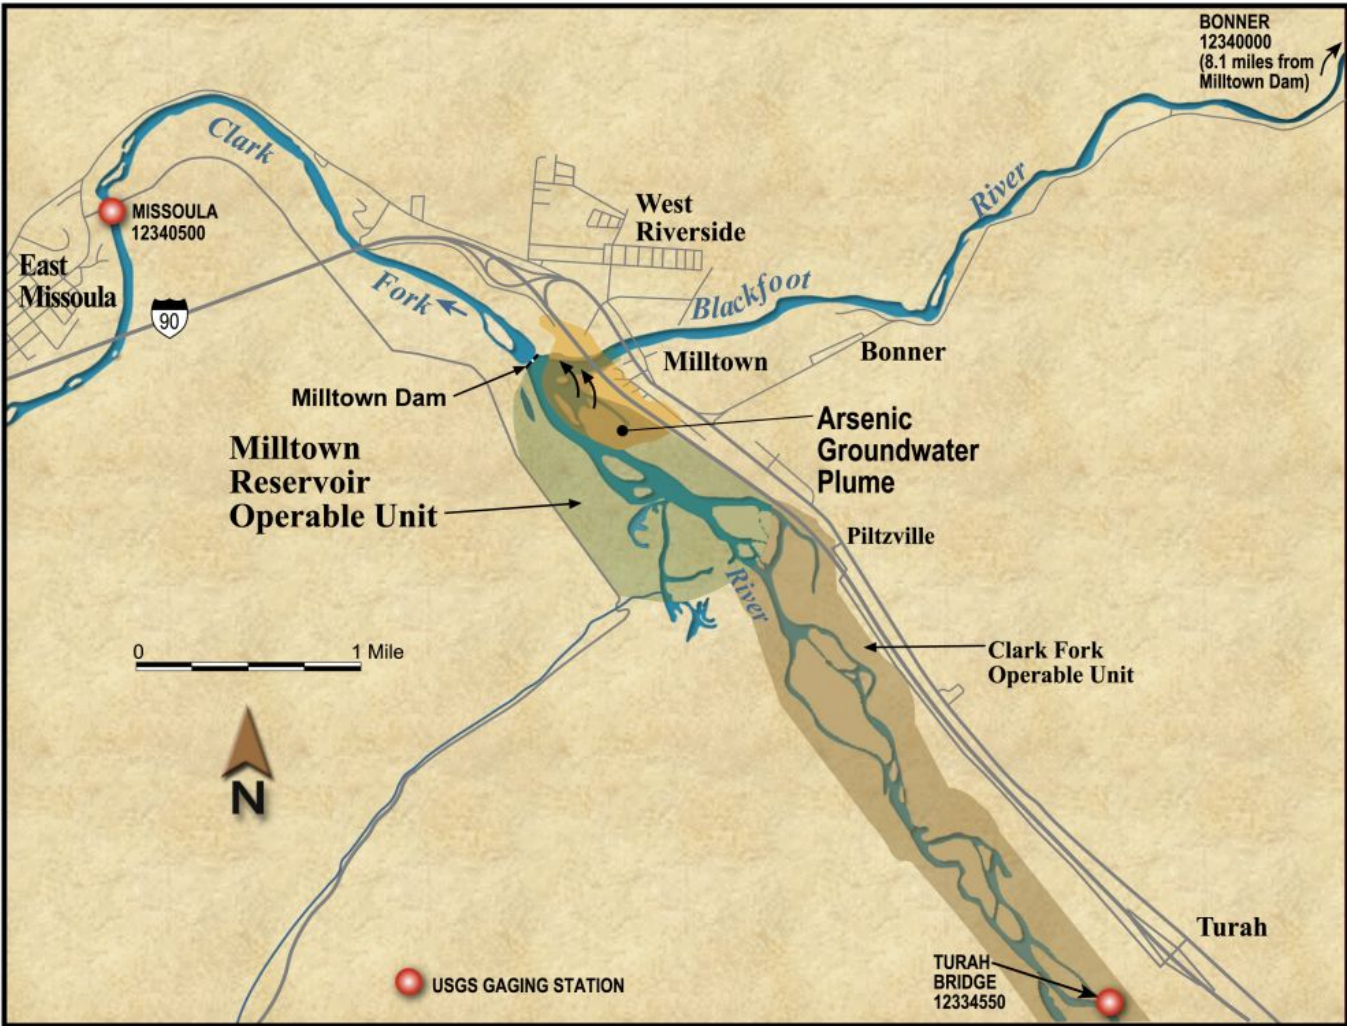 BONNER
12340000
(8.1 miles from
Milltown Dam)
Clark
Fork
River
Blackfoot
West
Riverside
MISSOULA
12340500
East
Missoula
90
Milltown
Bonner
Milltown Dam
Arsenic
Groundwater
Plume
Milltown
Reservoir
Operable Unit
Piltzville
River
0 1 Mile
Clark Fork
Operable Unit
N
Turah
TURAH
BRIDGE
12334550
USGS GAGING STATION